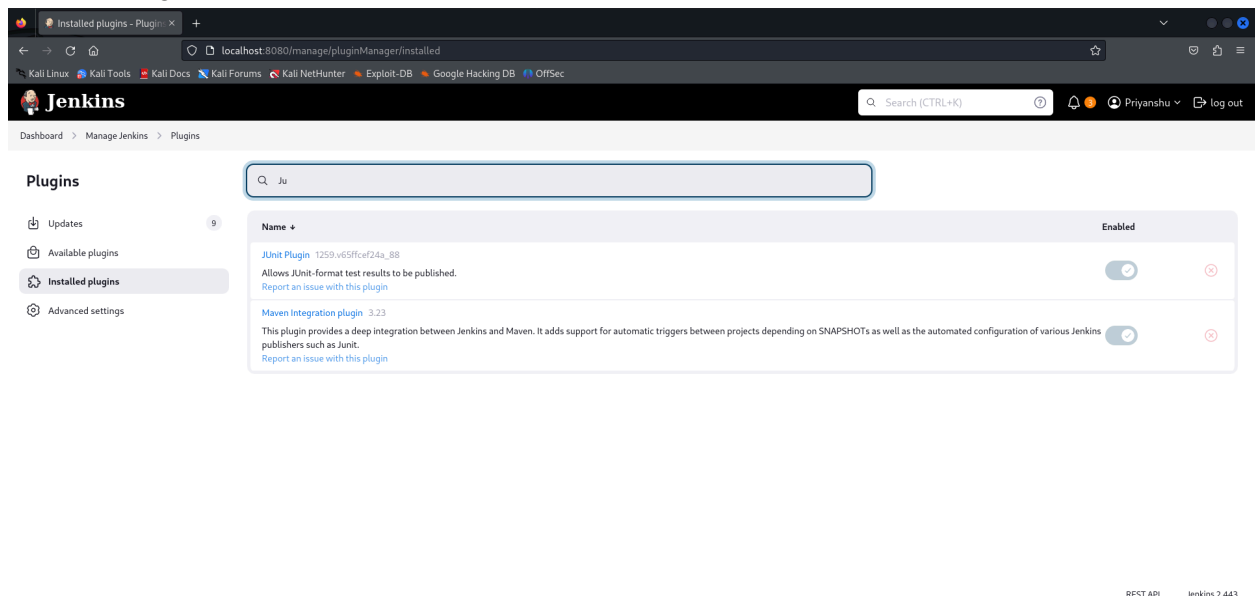 Installed plugins - Plugin
localhost:8080/manage/pluginManager/installed
Kali Linux Kali Tools Kali Docs Kali Forums Kali NetHunter Exploit-DB Google Hacking DB OffSec
Jenkins
Search (CTRL+K)
3
Priyanshu
log out
Dashboard > Manage Jenkins > Plugins
Plugins
Ju
Updates 9
Available plugins
Installed plugins
Advanced settings
Name ↓ Enabled
JUnit Plugin 1259.v65ffcef24a_88
Allows JUnit-format test results to be published.
Report an issue with this plugin
Maven Integration plugin 3.23
This plugin provides a deep integration between Jenkins and Maven. It adds support for automatic triggers between projects depending on SNAPSHOTs as well as the automated configuration of various Jenkins
publishers such as Junit.
Report an issue with this plugin
REST API Jenkins 2.443